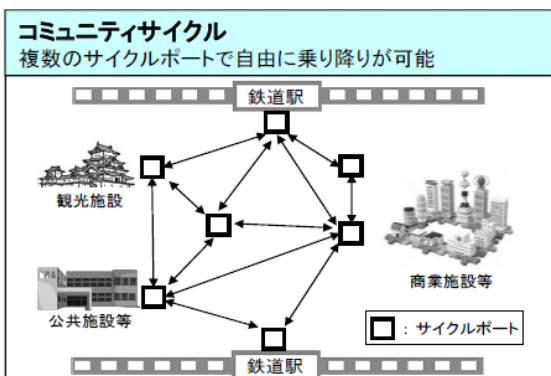 コミュニティサイクル
複数のサイクルポートで自由に乗り降りが可能
鉄道駅
観光施設
商業施設等
公共施設等
：サイクルポート
鉄道駅